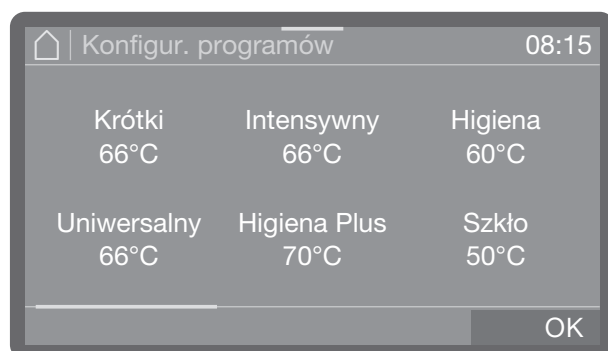 Konfigur. programów 08:15
Krótki Intensywny Higiena
66°C 66°C 60°C
Uniwersalny Higiena Plus Szkło
66°C 70°C 50°C
OK